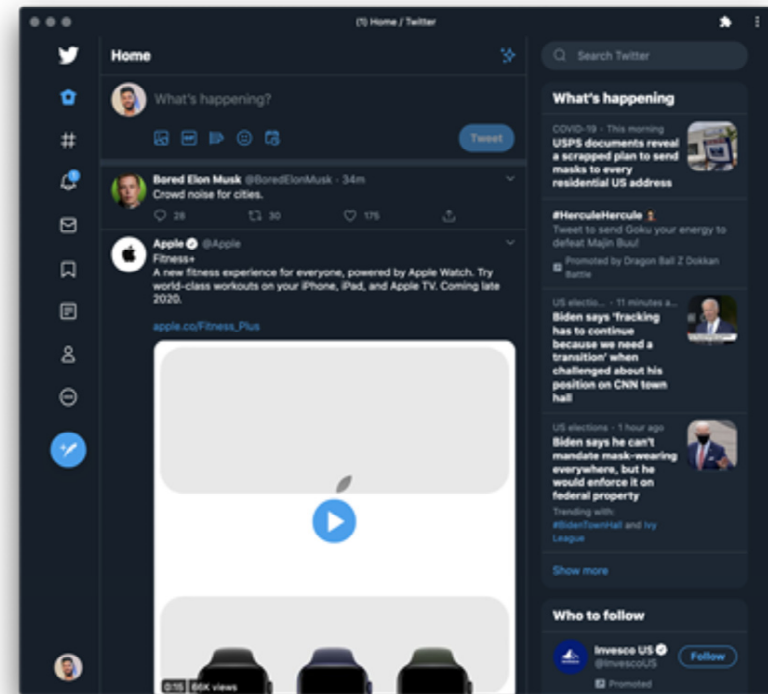 (1) Home / Twitter
Home
Search Twitter
What's happening?
Tweet
Bored Elon Musk @BoredElonMusk · 34m
Crowd noise for cities.
28 30 175
Apple @Apple
Fitness+
A new fitness experience for everyone, powered by Apple Watch. Try
world-class workouts on your iPhone, iPad, and Apple TV. Coming late
2020.
apple.co/Fitness_Plus
0:15 66K views
What's happening
COVID-19 · This morning
USPS documents reveal
a scrapped plan to send
masks to every
residential US address
#HerculeHercule
Tweet to send Goku your energy to
defeat Majin Buu!
Promoted by Dragon Ball Z Dokkan
Battle
US electio... · 11 minutes a...
Biden says 'fracking
has to continue
because we need a
transition' when
challenged about his
position on CNN town
hall
US elections · 1 hour ago
Biden says he can't
mandate mask-wearing
everywhere, but he
would enforce it on
federal property
Trending with:
#BidenTownHall and Ivy
League
Show more
Who to follow
Invesco US
@InvescoUS
Follow
Promoted